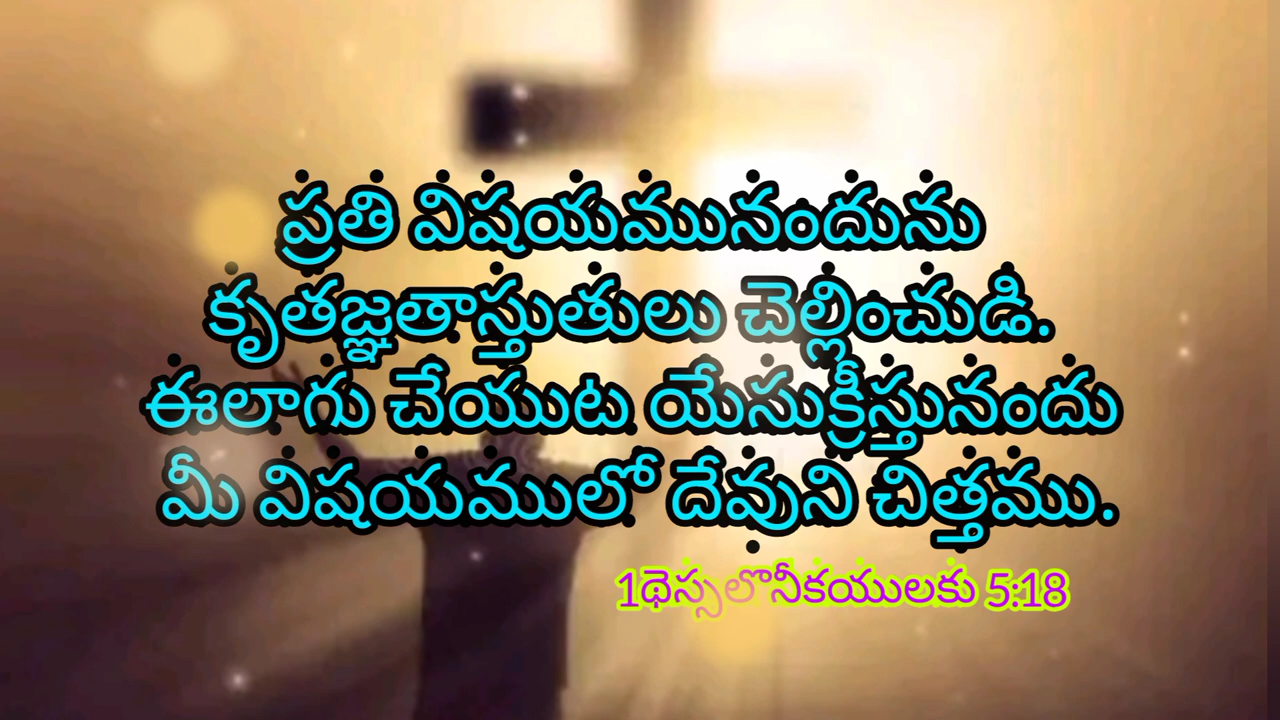 ప్రతి విషయమునందును
కృతజ్ఞతాస్తుతులు చెల్లించుడి.
ఈలాగు చేయుట యేసుక్రీస్తునందు
మీ విషయములో దేవుని చిత్తము.
1థెస్సలొనీకయులకు 5:18